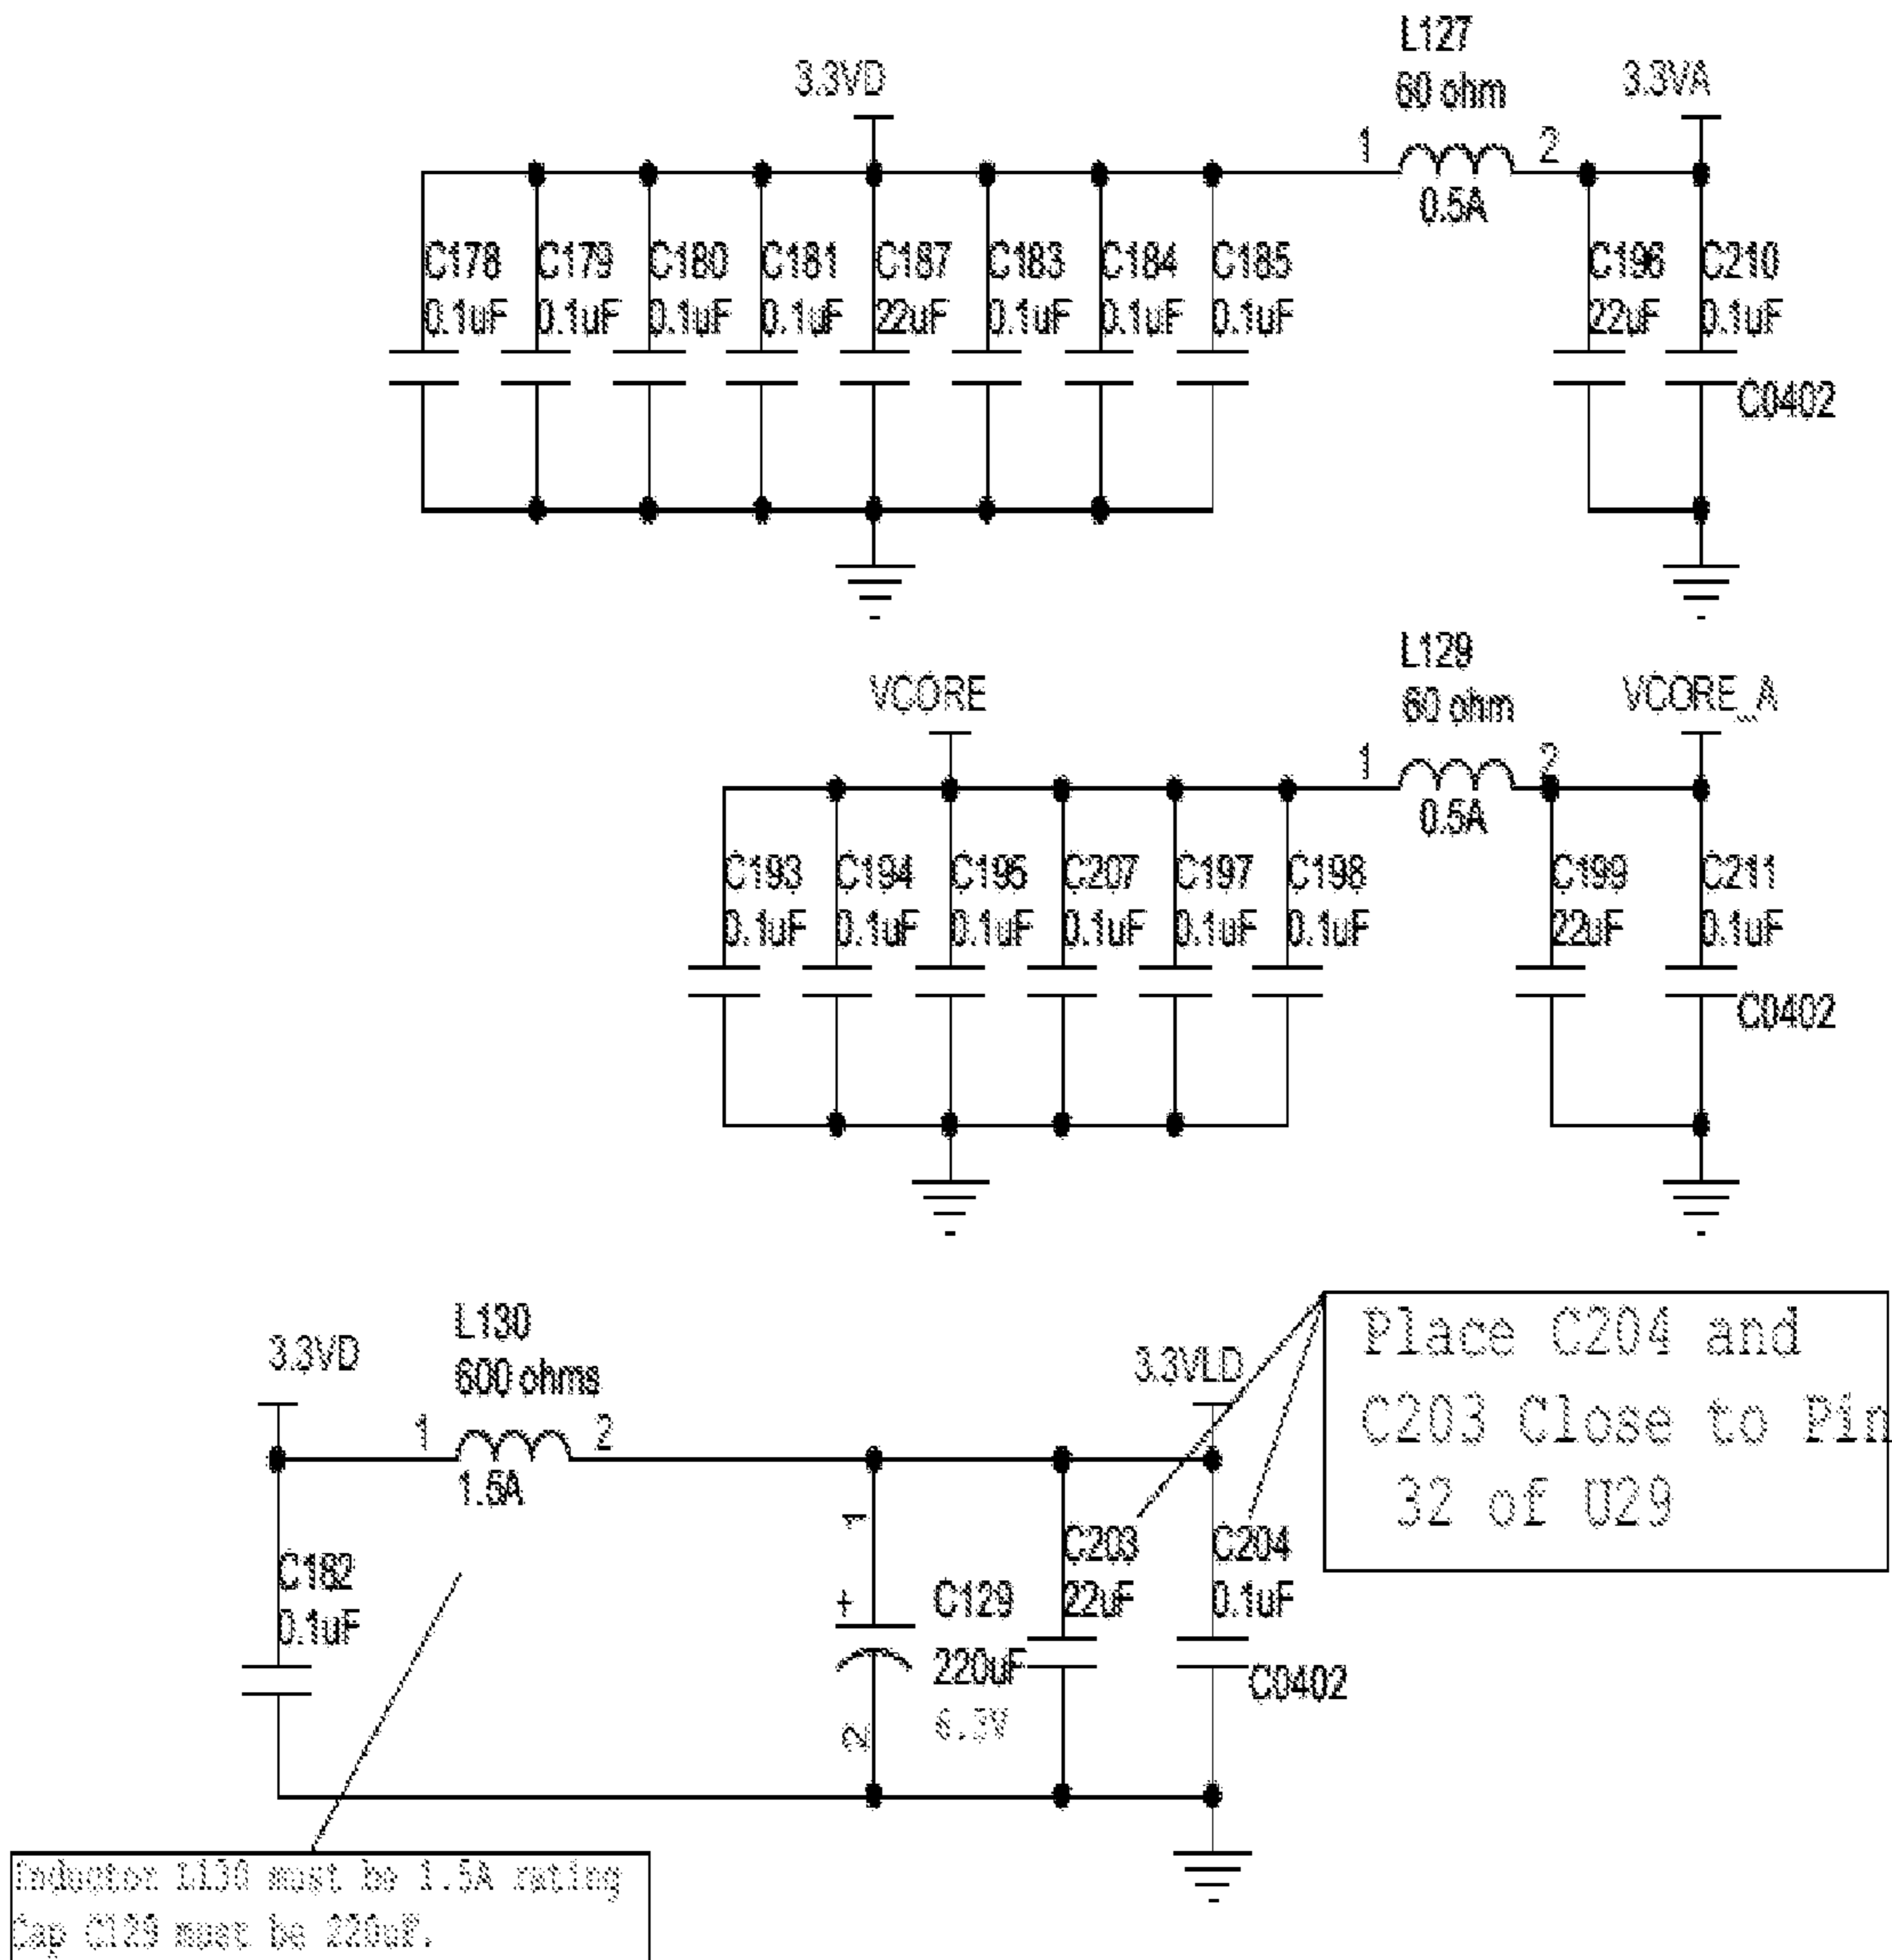 L127
60 ohm
3.3VD
3.3VA
1
2
0.5A
C178
0.1uF
C179
0.1uF
C180
0.1uF
C181
0.1uF
C187
22uF
C183
0.1uF
C184
0.1uF
C185
0.1uF
C196
22uF
C210
0.1uF
C0402
L129
60 ohm
VCORE
VCORE_A
1
2
0.5A
C193
0.1uF
C194
0.1uF
C195
0.1uF
C207
0.1uF
C197
0.1uF
C198
0.1uF
C199
22uF
C211
0.1uF
C0402
L130
600 ohms
3.3VD
3.3VLD
1
2
1.5A
C182
0.1uF
1
+
C129
220uF
6.3V
2
C203
22uF
C204
0.1uF
C0402
Place C204 and
C203 Close to Pin
32 of U29
Inductor L130 must be 1.5A rating
Cap C129 must be 220uF.